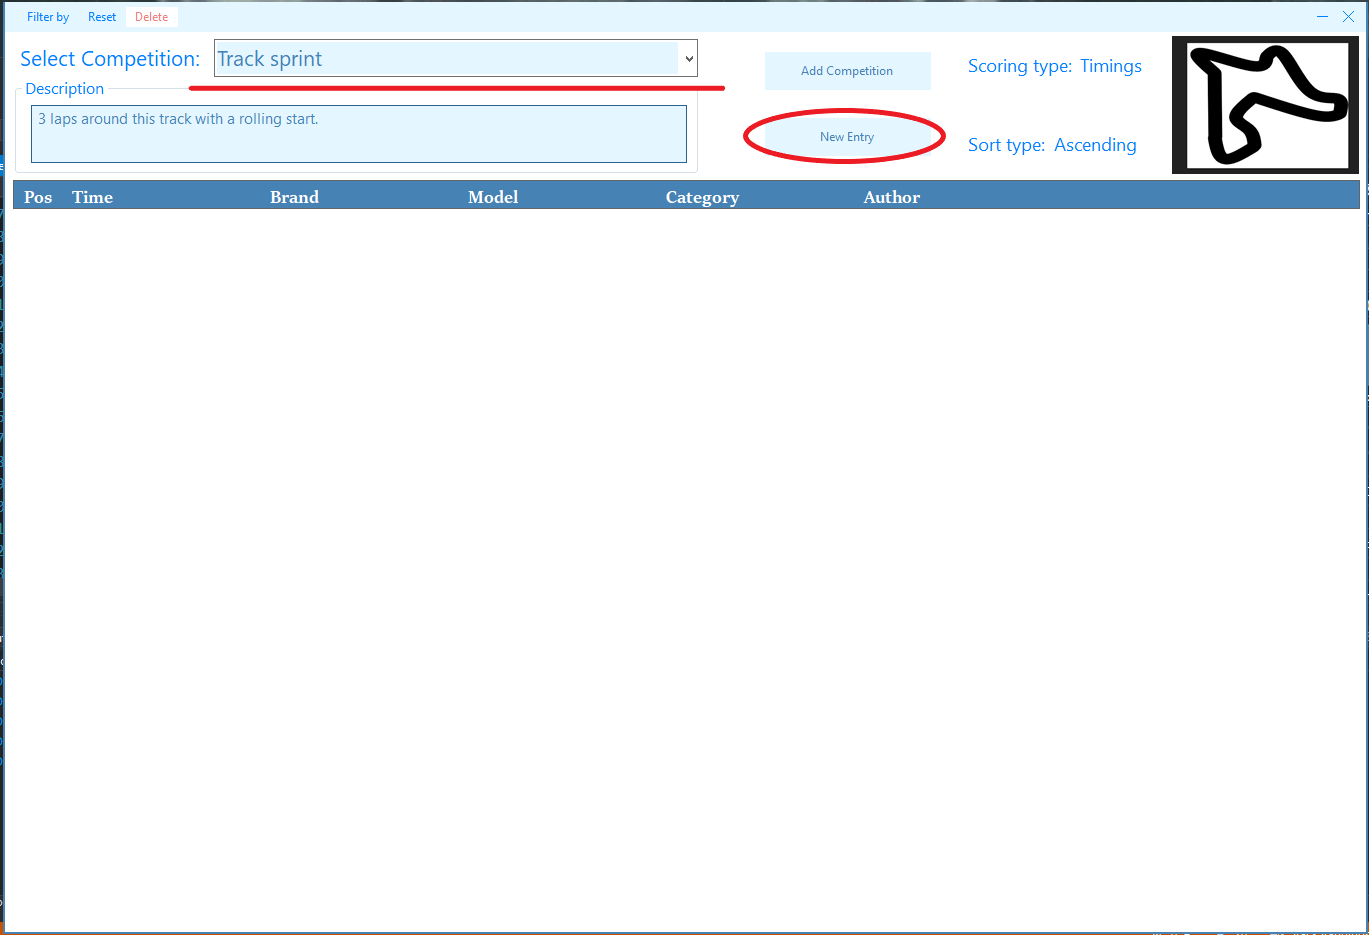 Filter by Reset Delete
Select Competition: Track sprint
Add Competition
Scoring type: Timings
Description
3 laps around this track with a rolling start.
New Entry
Sort type: Ascending
Pos Time Brand Model Category Author